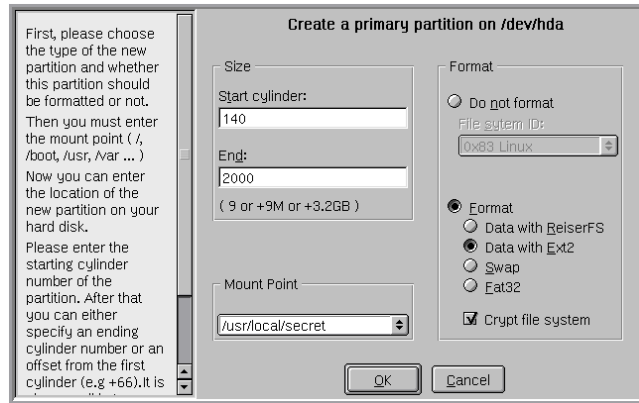 First, please choose
the type of the new
partition and whether
this partition should
be formatted or not.
Then you must enter
the mount point ( /,
/boot, /usr, /var ... )
Now you can enter
the location of the
new partition on your
hard disk.
Please enter the
starting cylinder
number of the
partition. After that
you can either
specify an ending
cylinder number or an
offset from the first
cylinder (e.g +66).It is
Create a primary partition on /dev/hda
Size
Start cylinder:
140
End:
2000
( 9 or +9M or +3.2GB )
Mount Point
/usr/local/secret
Format
Do not format
File sytem ID:
0x83 Linux
Format
Data with ReiserFS
Data with Ext2
Swap
Fat32
Crypt file system
OK
Cancel